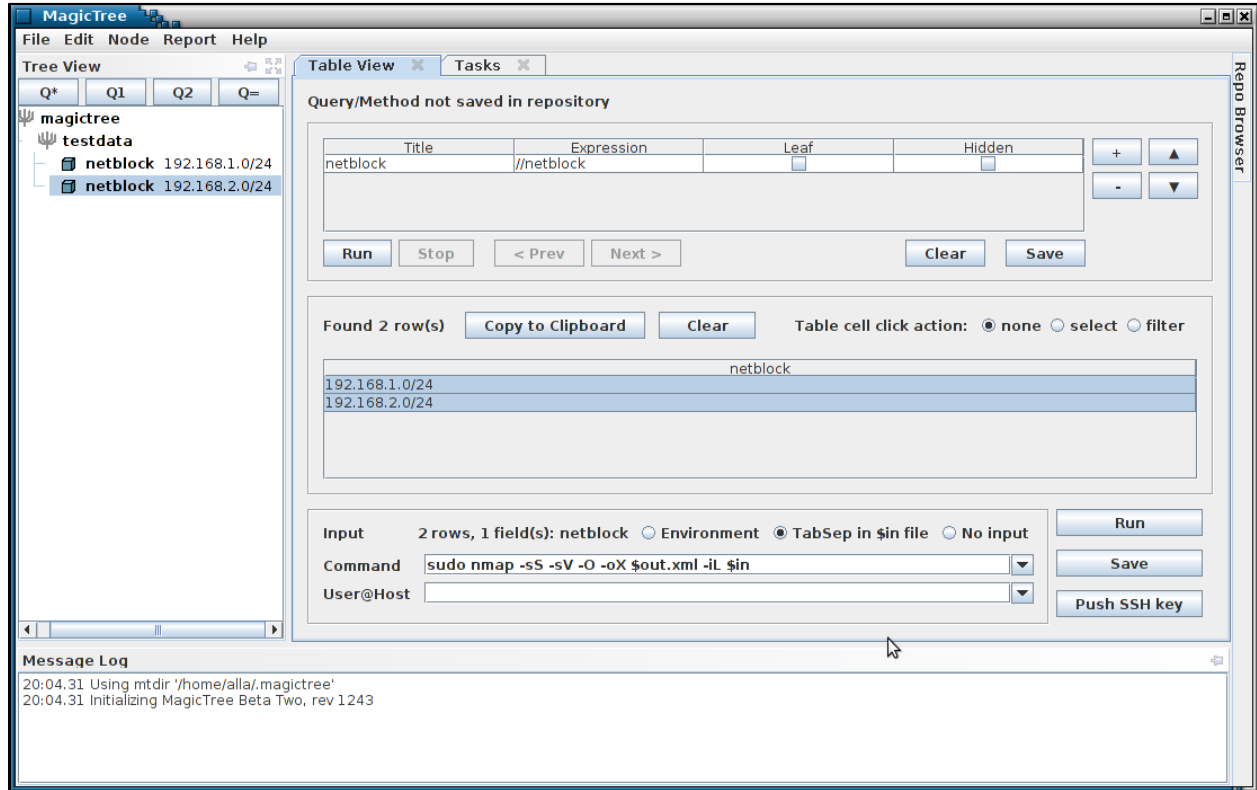 MagicTree
File Edit Node Report Help
Tree View
Q* Q1 Q2 Q=
magictree
testdata
netblock 192.168.1.0/24
netblock 192.168.2.0/24
Table View Tasks
Query/Method not saved in repository
Title Expression Leaf Hidden
netblock //netblock
+
-
Run Stop < Prev Next > Clear Save
Found 2 row(s) Copy to Clipboard Clear Table cell click action: none select filter
netblock
192.168.1.0/24
192.168.2.0/24
Input 2 rows, 1 field(s): netblock Environment TabSep in $in file No input
Command sudo nmap -sS -sV -O -oX $out.xml -iL $in
User@Host
Run
Save
Push SSH key
Repo Browser
Message Log
20:04.31 Using mtdir '/home/alla/.magictree'
20:04.31 Initializing MagicTree Beta Two, rev 1243